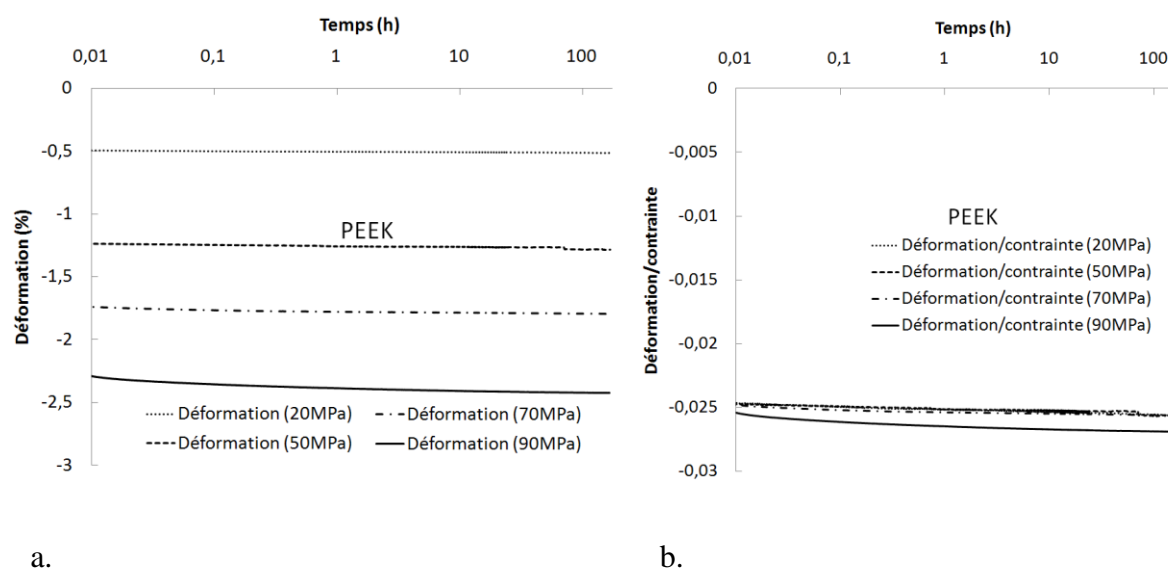 Temps (h)
0,01 0,1 1 10 100
0
-0,5
-1
-1,5
-2
-2,5
-3
Déformation (%)
PEEK
Déformation (20MPa) Déformation (70MPa)
Déformation (50MPa) Déformation (90MPa)
a.
Temps (h)
0,01 0,1 1 10 100
0
-0,005
-0,01
-0,015
-0,02
-0,025
-0,03
Déformation/contrainte
PEEK
Déformation/contrainte (20MPa)
Déformation/contrainte (50MPa)
Déformation/contrainte (70MPa)
Déformation/contrainte (90MPa)
b.